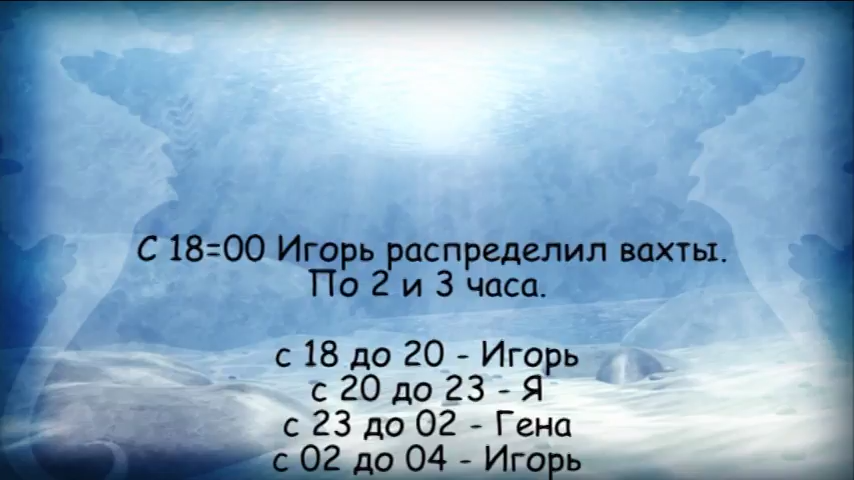 С 18=00 Игорь распределил вахты.
По 2 и 3 часа.
с 18 до 20 - Игорь
с 20 до 23 - Я
с 23 до 02 - Гена
с 02 до 04 - Игорь